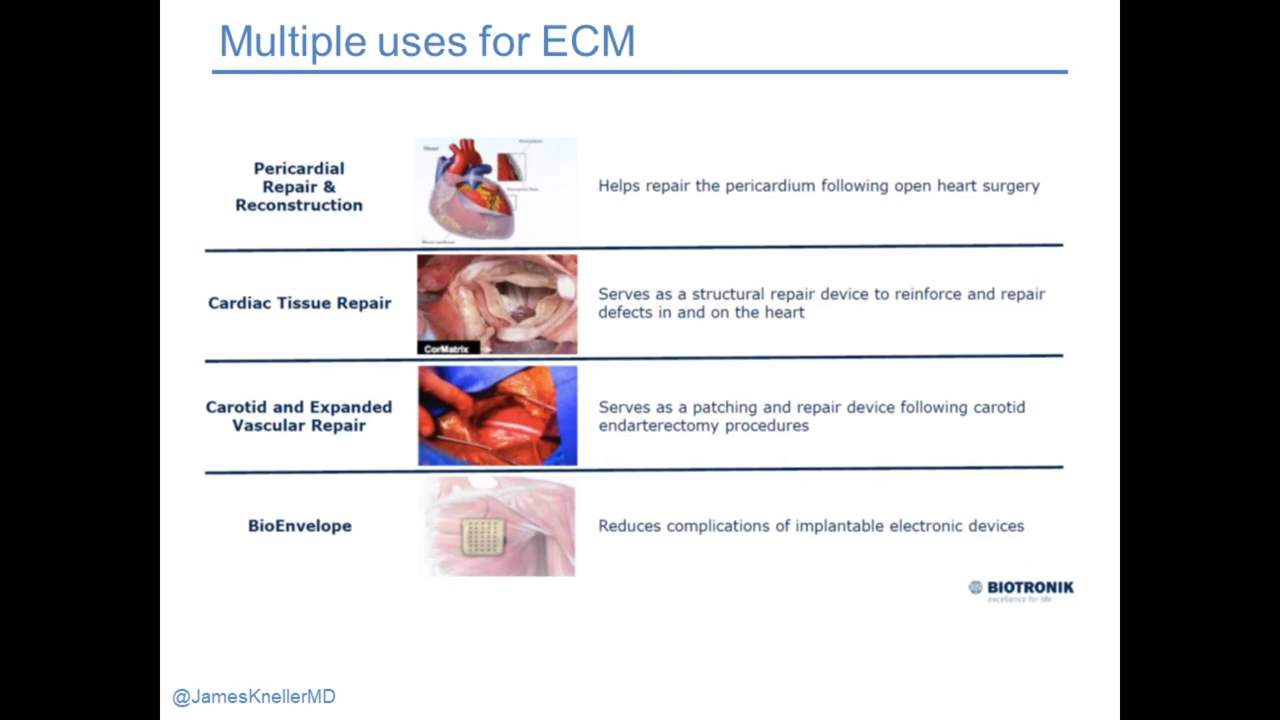 Multiple uses for ECM
Pericardial
Repair &
Reconstruction
Heart
Helps repair the pericardium following open heart surgery
Cardiac Tissue Repair
CorMatrix
Serves as a structural repair device to reinforce and repair
defects in and on the heart
Carotid and Expanded
Vascular Repair
Serves as a patching and repair device following carotid
endarterectomy procedures
BioEnvelope
Reduces complications of implantable electronic devices
BIOTRONIK
excellence for life
@JamesKnellerMD